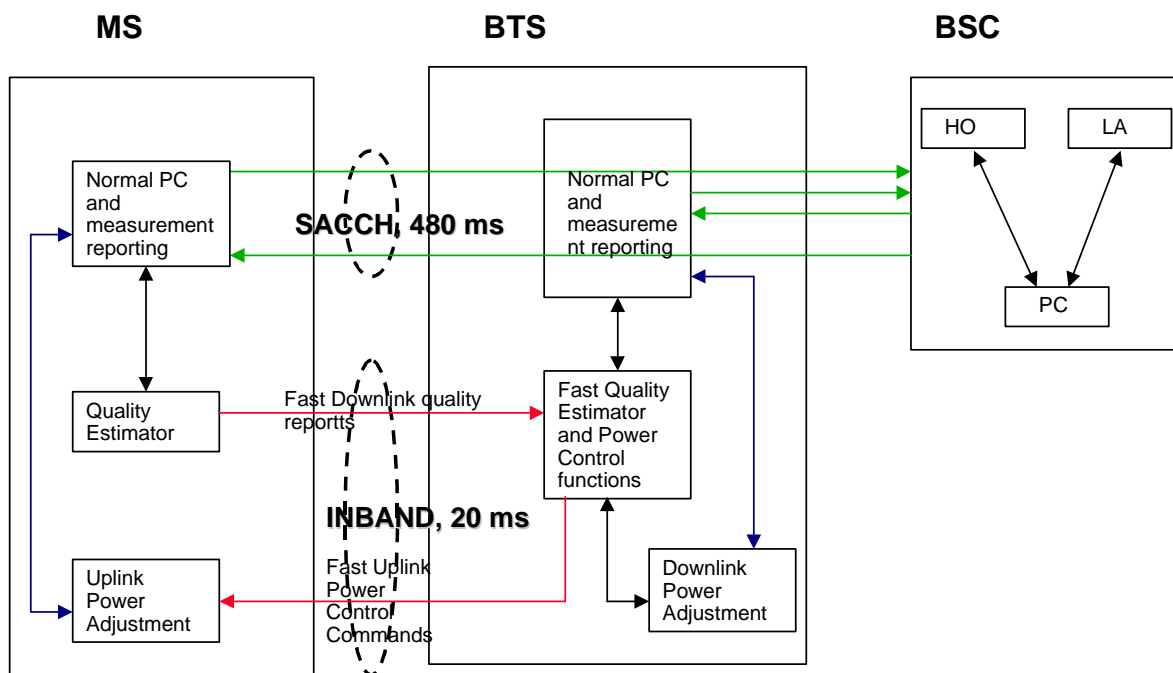 MS
BTS
BSC
HO
LA
Normal PC
and
measurement
reporting
Normal PC
and
measureme
nt reporting
SACCH, 480 ms
PC
Quality
Estimator
Fast Downlink quality
reportts
Fast Quality
Estimator
and Power
Control
functions
INBAND, 20 ms
Uplink
Power
Adjustment
Fast Uplink
Power
Control
Commands
Downlink
Power
Adjustment